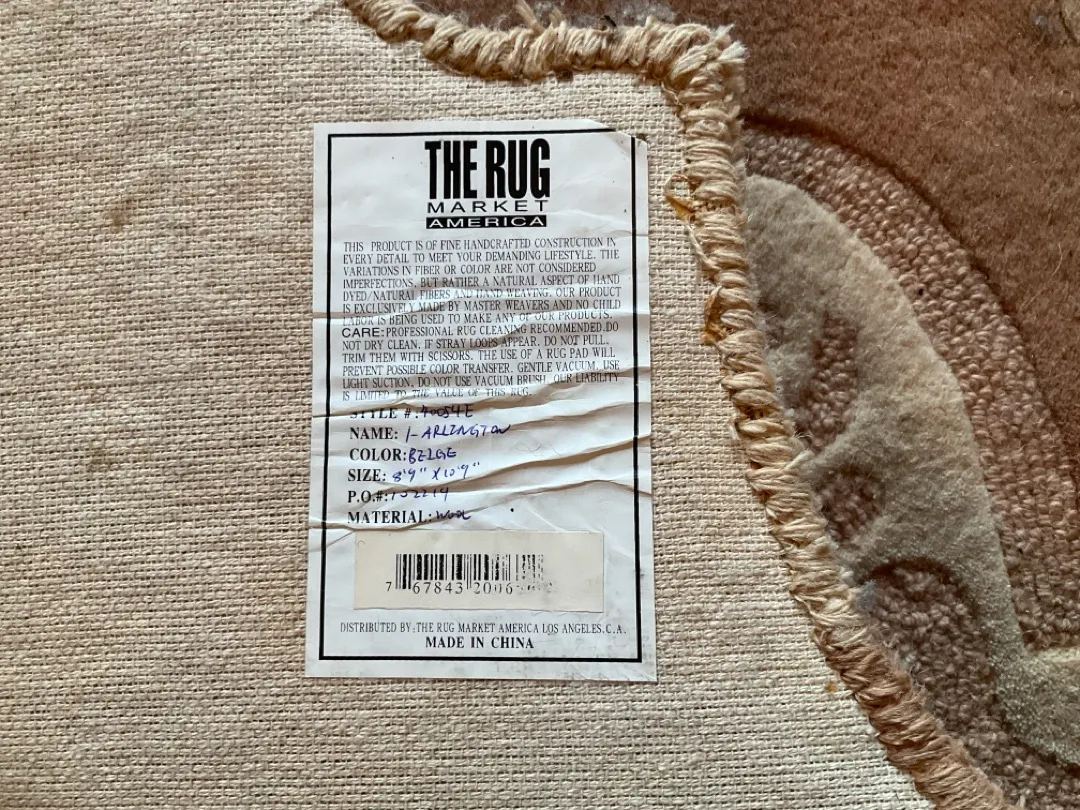 THE RUG
MARKET
AMERICA
THIS PRODUCT IS OF FINE HANDCRAFTED CONSTRUCTION IN
EVERY DETAIL TO MEET YOUR DEMANDING LIFESTYLE. THE
VARIATIONS IN FIBER OR COLOR ARE NOT CONSIDERED
IMPERFECTIONS, BUT RATHER A NATURAL ASPECT OF HAND
DYED/NATURAL FIBERS AND HAND WEAVING. OUR PRODUCT
IS EXCLUSIVELY MADE BY MASTER WEAVERS AND NO CHILD
LABOR IS BEING USED TO MAKE ANY OF OUR PRODUCTS.
CARE:PROFESSIONAL RUG CLEANING RECOMMENDED.DO
NOT DRY CLEAN. IF STRAY LOOPS APPEAR. DO NOT PULL.
TRIM THEM WITH SCISSORS. THE USE OF A RUG PAD WILL
PREVENT POSSIBLE COLOR TRANSFER. GENTLE VACUUM. USE
LIGHT SUCTION. DO NOT USE VACUUM BRUSH. OUR LIABILITY
IS LIMITED TO THE VALUE OF THIS RUG.
STYLE #:
NAME: 1-ARLINGTON
COLOR:BEIGE
SIZE: 8'9" X10'9"
P.O.#:
MATERIAL:WOOL
7 67843 2006
DISTRIBUTED BY:THE RUG MARKET AMERICA LOS ANGELES.C.A.
MADE IN CHINA